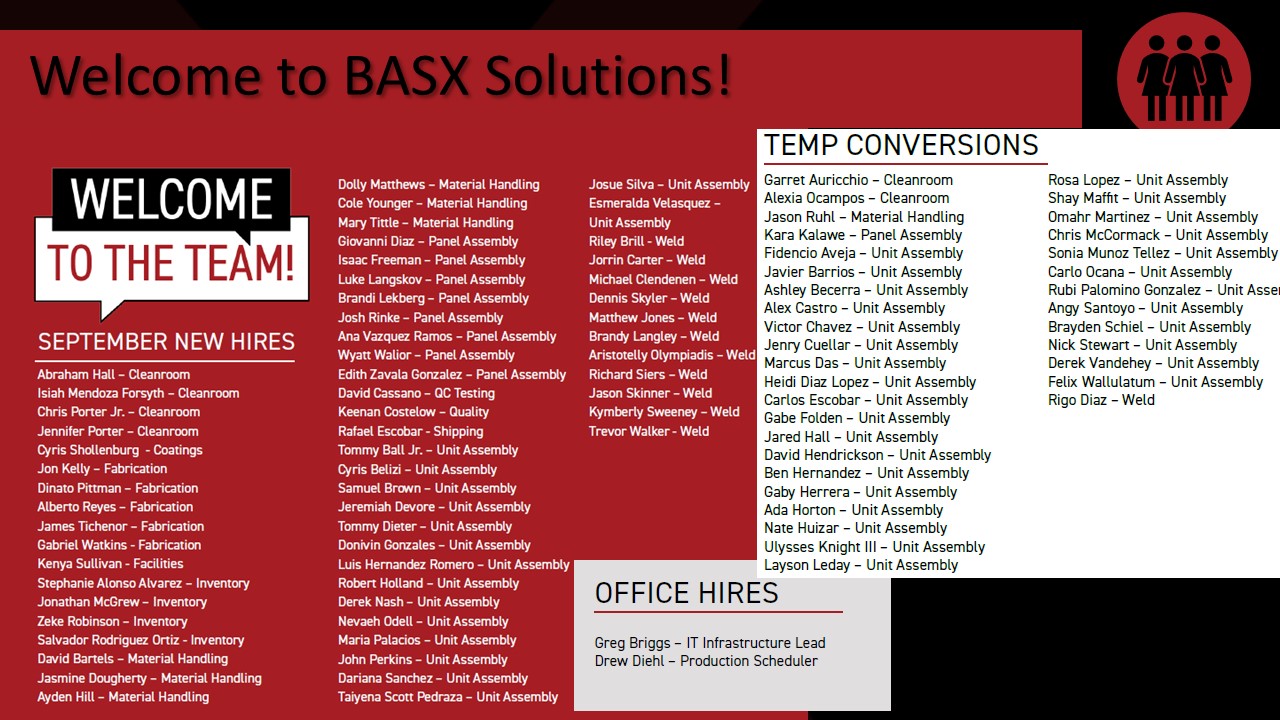 Welcome to BASX Solutions!
WELCOME
TO THE TEAM!
SEPTEMBER NEW HIRES
Abraham Hall – Cleanroom
Isiah Mendoza Forsyth – Cleanroom
Chris Porter Jr. – Cleanroom
Jennifer Porter – Cleanroom
Cyris Shollenburg  - Coatings
Jon Kelly – Fabrication
Dinato Pittman – Fabrication
Alberto Reyes – Fabrication
James Tichenor – Fabrication
Gabriel Watkins - Fabrication
Kenya Sullivan - Facilities
Stephanie Alonso Alvarez – Inventory
Jonathan McGrew – Inventory
Zeke Robinson – Inventory
Salvador Rodriguez Ortiz - Inventory
David Bartels – Material Handling
Jasmine Dougherty – Material Handling
Ayden Hill – Material Handling
Dolly Matthews – Material Handling
Cole Younger – Material Handling
Mary Tittle – Material Handling
Giovanni Diaz – Panel Assembly
Isaac Freeman – Panel Assembly
Luke Langskov – Panel Assembly
Brandi Lekberg – Panel Assembly
Josh Rinke – Panel Assembly
Ana Vazquez Ramos – Panel Assembly
Wyatt Walior – Panel Assembly
Edith Zavala Gonzalez – Panel Assembly
David Cassano – QC Testing
Keenan Costelow – Quality
Rafael Escobar - Shipping
Tommy Ball Jr. – Unit Assembly
Cyris Belizi – Unit Assembly
Samuel Brown – Unit Assembly
Jeremiah Devore – Unit Assembly
Tommy Dieter – Unit Assembly
Donivin Gonzales – Unit Assembly
Luis Hernandez Romero – Unit Assembly
Robert Holland – Unit Assembly
Derek Nash – Unit Assembly
Nevaeh Odell – Unit Assembly
Maria Palacios – Unit Assembly
John Perkins – Unit Assembly
Dariana Sanchez – Unit Assembly
Taiyena Scott Pedraza – Unit Assembly
Josue Silva – Unit Assembly
Esmeralda Velasquez –
Unit Assembly
Riley Brill - Weld
Jorrin Carter – Weld
Michael Clendenen – Weld
Dennis Skyler – Weld
Matthew Jones – Weld
Brandy Langley – Weld
Aristotelly Olympiadis – Weld
Richard Siers – Weld
Jason Skinner – Weld
Kymberly Sweeney – Weld
Trevor Walker - Weld
TEMP CONVERSIONS
Garret Auricchio – Cleanroom
Alexia Ocampos – Cleanroom
Jason Ruhl – Material Handling
Kara Kalawe – Panel Assembly
Fidencio Aveja – Unit Assembly
Javier Barrios – Unit Assembly
Ashley Becerra – Unit Assembly
Alex Castro – Unit Assembly
Victor Chavez – Unit Assembly
Jenry Cuellar – Unit Assembly
Marcus Das – Unit Assembly
Heidi Diaz Lopez – Unit Assembly
Carlos Escobar – Unit Assembly
Gabe Folden – Unit Assembly
Jared Hall – Unit Assembly
David Hendrickson – Unit Assembly
Ben Hernandez – Unit Assembly
Gaby Herrera – Unit Assembly
Ada Horton – Unit Assembly
Nate Huizar – Unit Assembly
Ulysses Knight III – Unit Assembly
Layson Leday – Unit Assembly
Rosa Lopez – Unit Assembly
Shay Maffit – Unit Assembly
Omahr Martinez – Unit Assembly
Chris McCormack – Unit Assembly
Sonia Munoz Tellez – Unit Assembly
Carlo Ocana – Unit Assembly
Rubi Palomino Gonzalez – Unit Asse
Angy Santoyo – Unit Assembly
Brayden Schiel – Unit Assembly
Nick Stewart – Unit Assembly
Derek Vandehey – Unit Assembly
Felix Wallulatum – Unit Assembly
Rigo Diaz – Weld
OFFICE HIRES
Greg Briggs – IT Infrastructure Lead
Drew Diehl – Production Scheduler